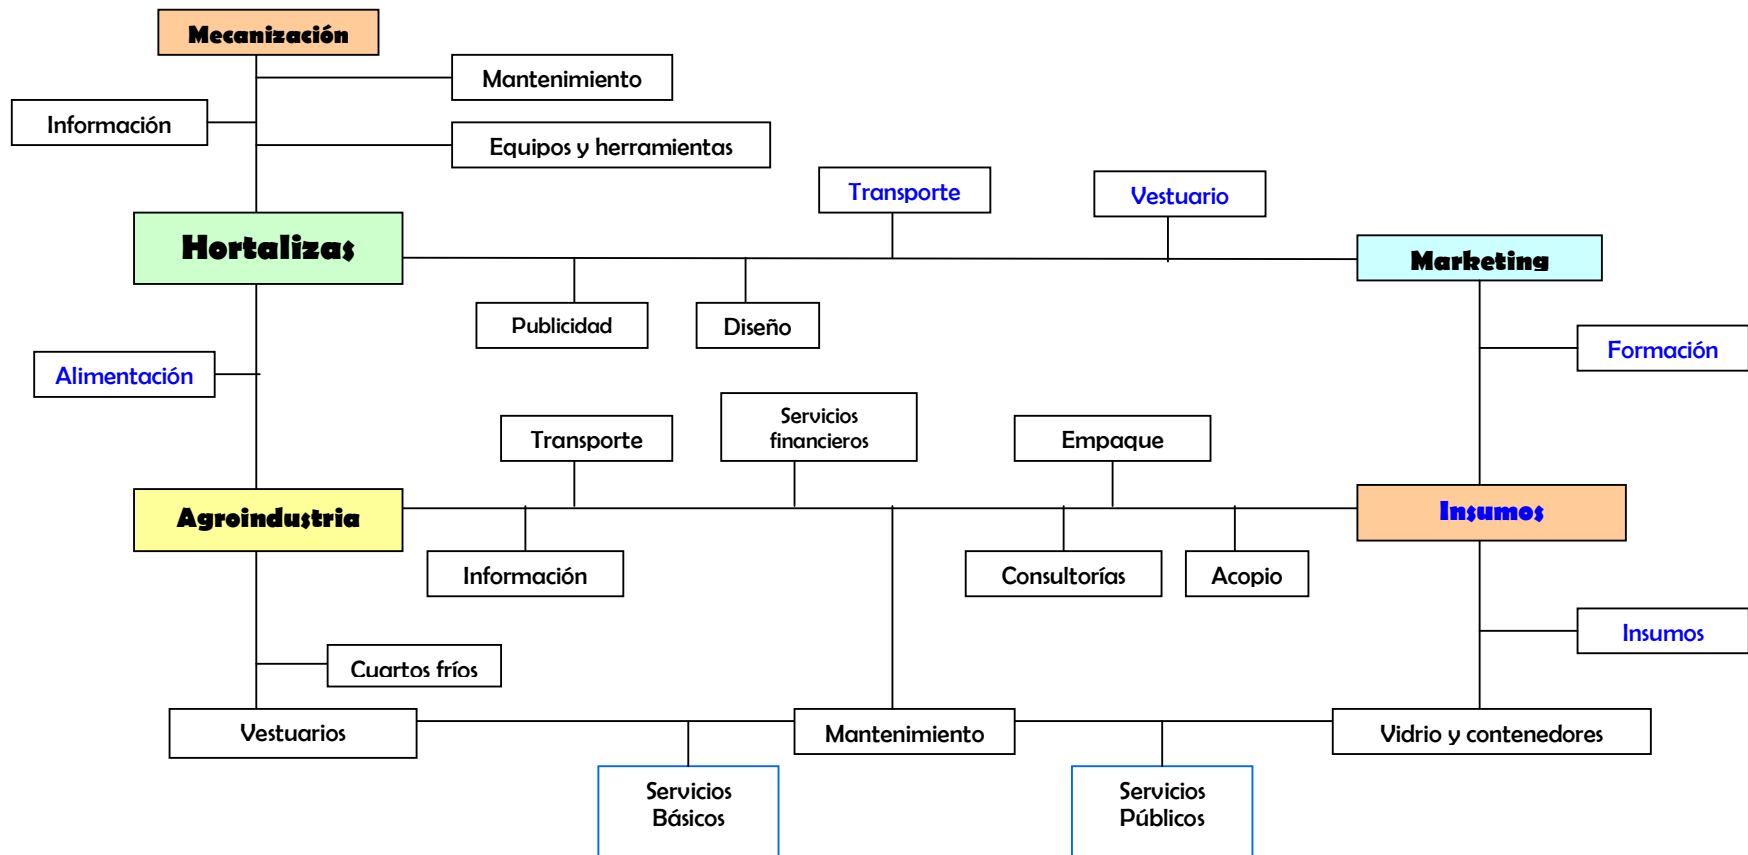 Mecanización
Mantenimiento
Información
Equipos y herramientas
Transporte
Vestuario
Hortalizas
Marketing
Publicidad
Diseño
Formación
Alimentación
Servicios
financieros
Transporte
Empaque
Agroindustria
Insumos
Información
Consultorías
Acopio
Insumos
Cuartos fríos
Vestuarios
Mantenimiento
Vidrio y contenedores
Servicios
Básicos
Servicios
Públicos